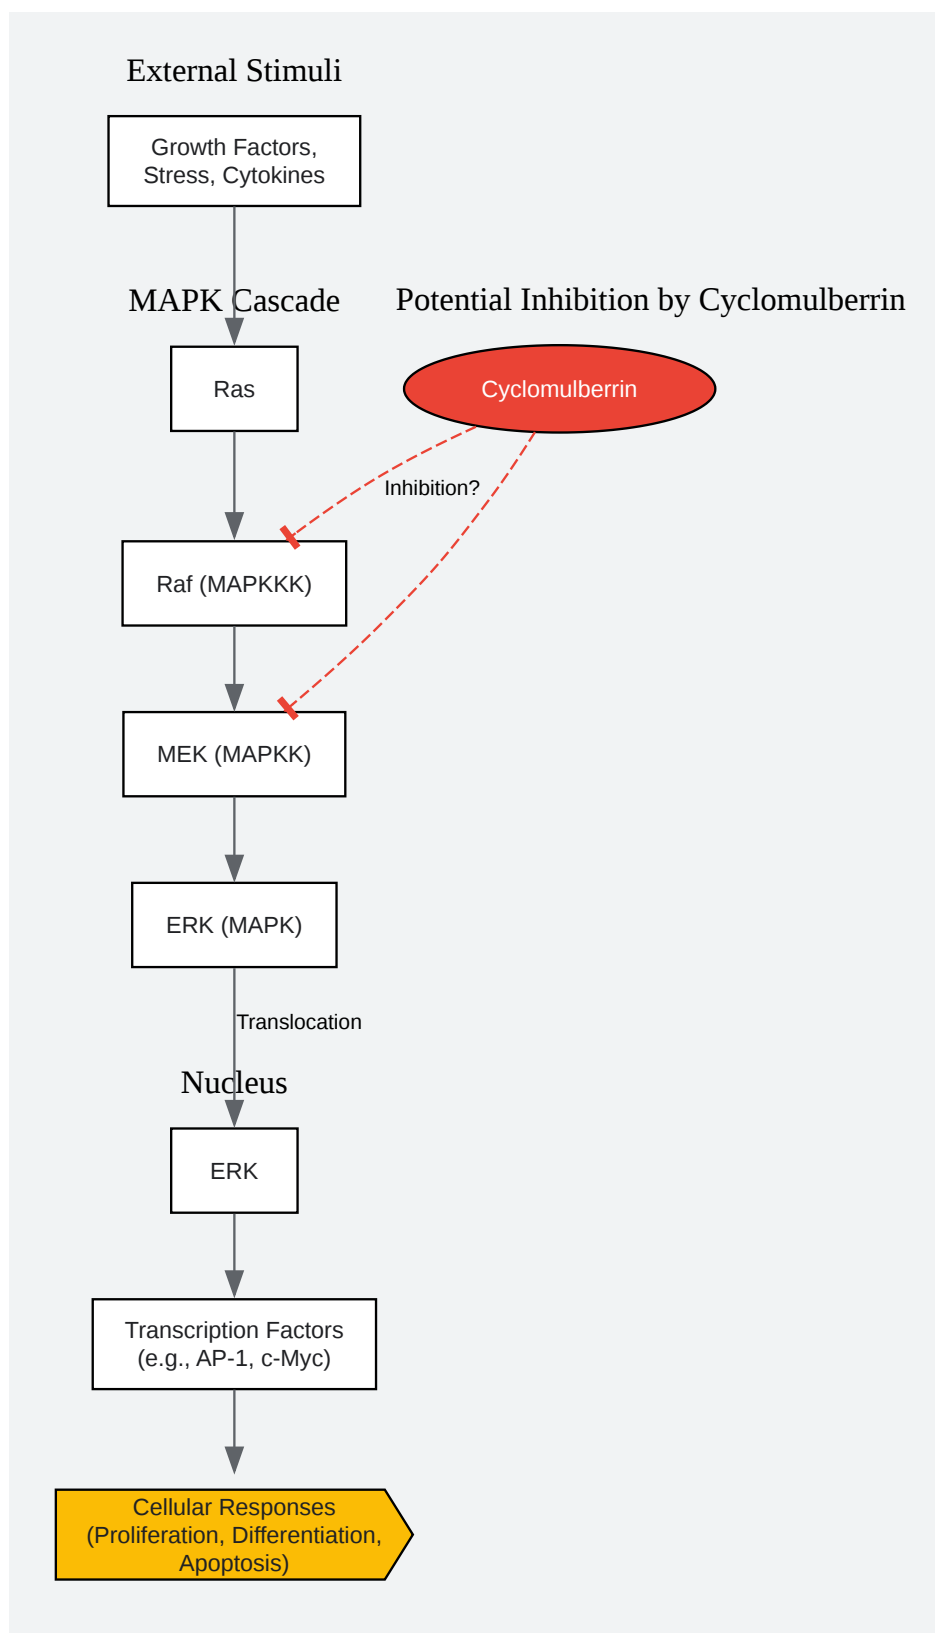 External Stimuli
Growth Factors,
Stress, Cytokines
MAPK Cascade
Potential Inhibition by Cyclomulberrin
Ras
Cyclomulberrin
Inhibition?
Raf (MAPKKK)
MEK (MAPKK)
ERK (MAPK)
Translocation
Nucleus
ERK
Transcription Factors
(e.g., AP-1, c-Myc)
Cellular Responses
(Proliferation, Differentiation,
Apoptosis)